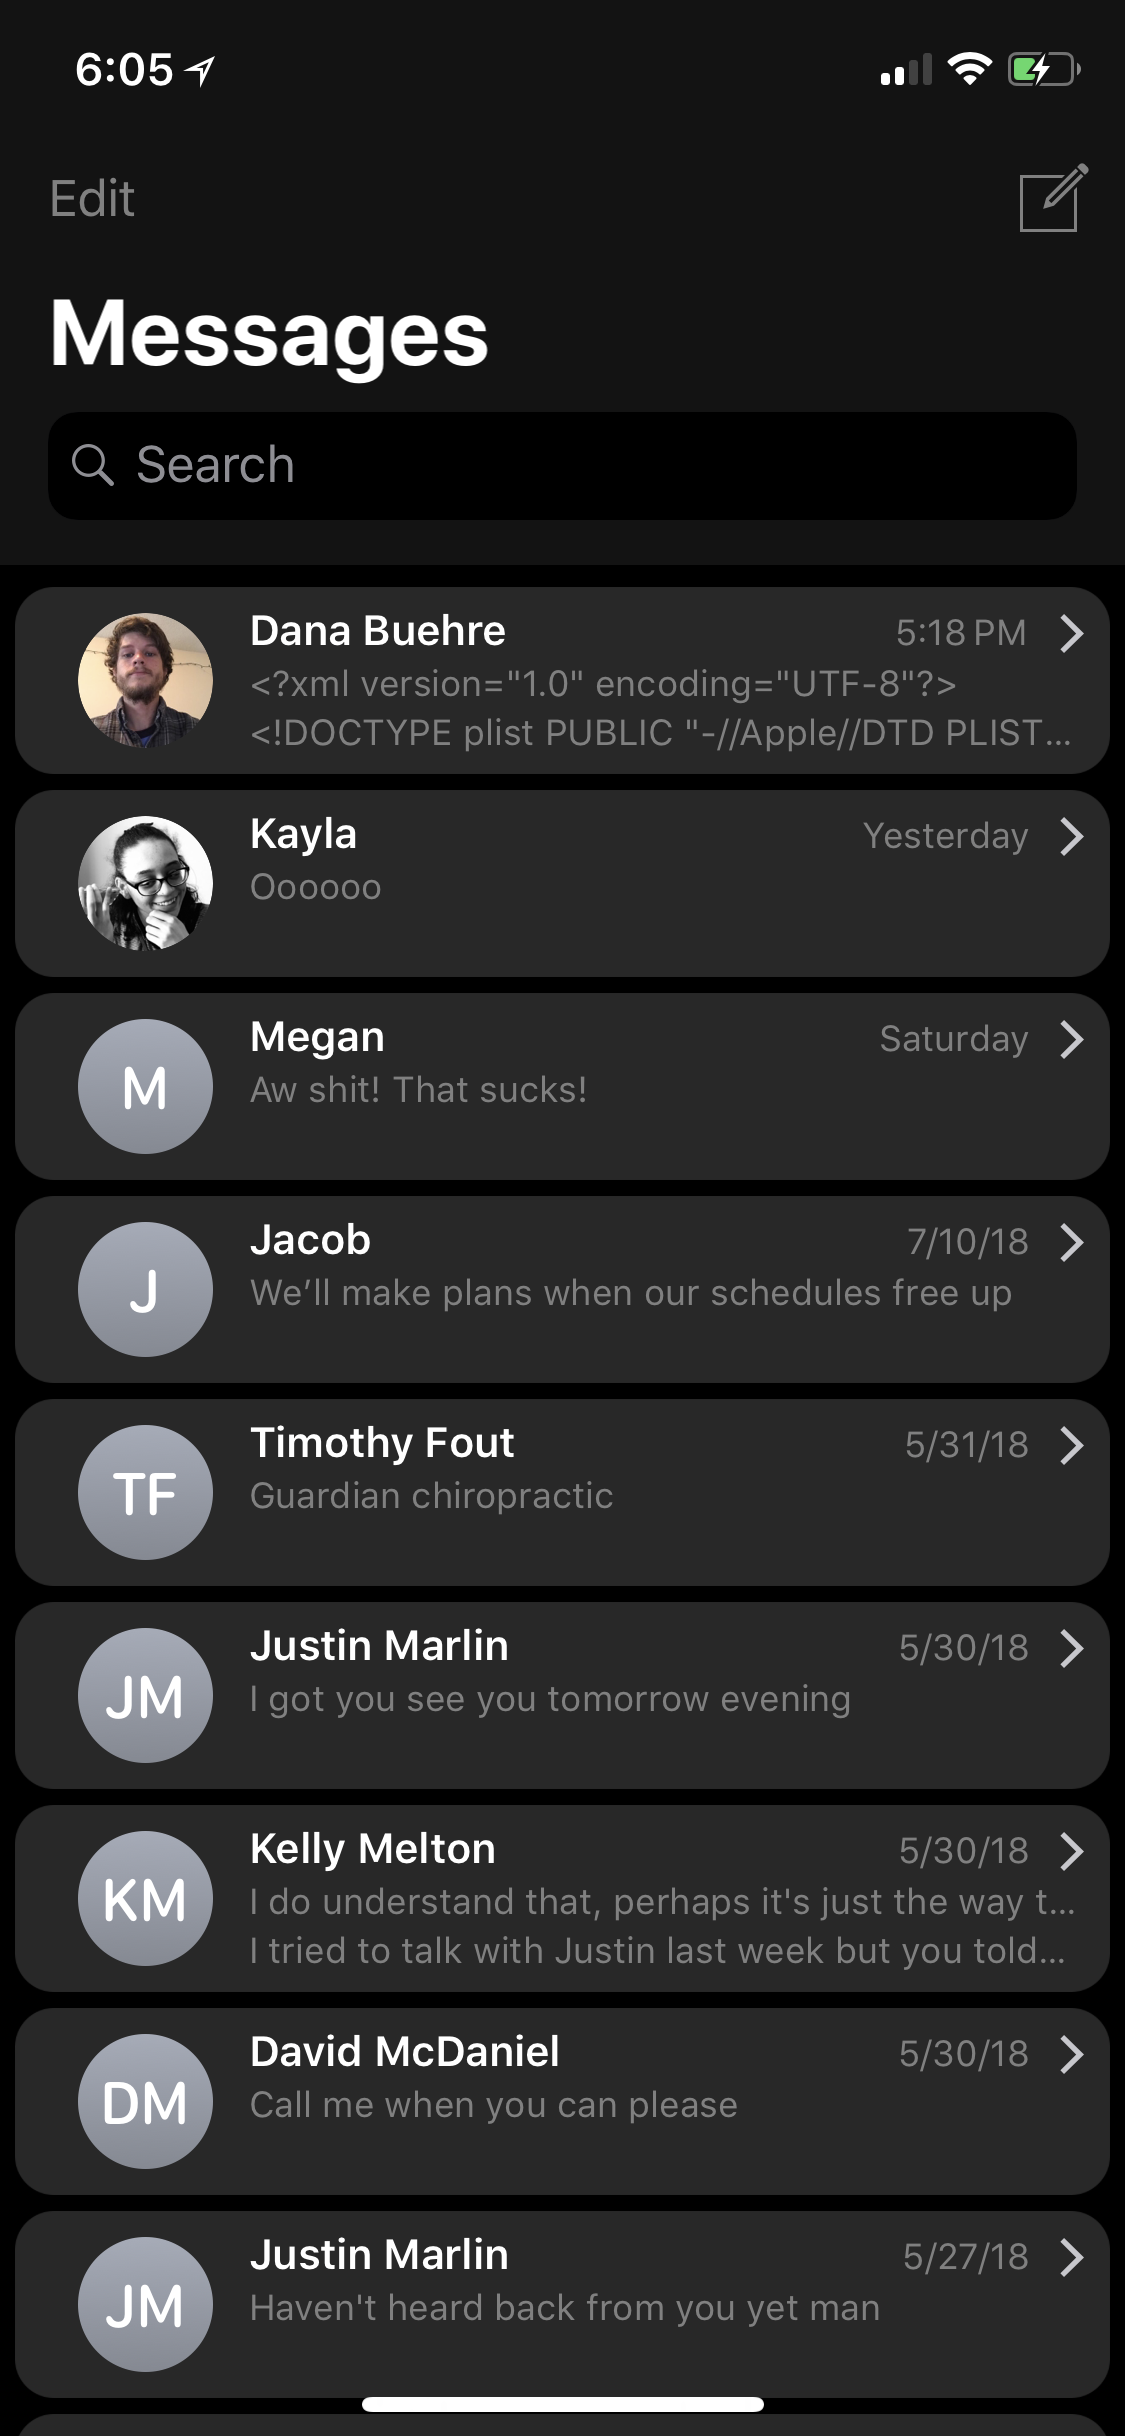 6:05
Edit
Messages
Search
Dana Buehre 5:18 PM
<?xml version="1.0" encoding="UTF-8"?>
<!DOCTYPE plist PUBLIC "-//Apple//DTD PLIST...
Kayla Yesterday
Oooooo
M Megan Saturday
Aw shit! That sucks!
J Jacob 7/10/18
We’ll make plans when our schedules free up
TF Timothy Fout 5/31/18
Guardian chiropractic
JM Justin Marlin 5/30/18
I got you see you tomorrow evening
KM Kelly Melton 5/30/18
I do understand that, perhaps it's just the way t...
I tried to talk with Justin last week but you told...
DM David McDaniel 5/30/18
Call me when you can please
JM Justin Marlin 5/27/18
Haven't heard back from you yet man